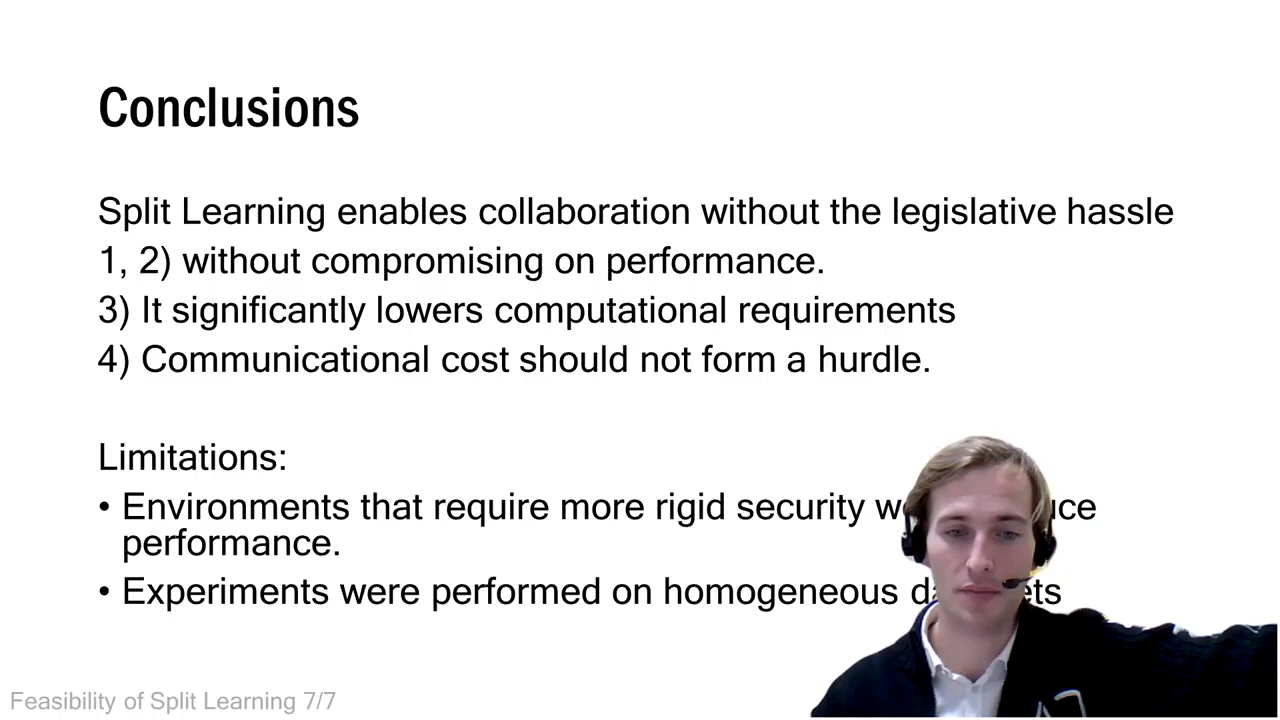 Conclusions
Split Learning enables collaboration without the legislative hassle
1, 2) without compromising on performance.
3) It significantly lowers computational requirements
4) Communicational cost should not form a hurdle.
Limitations:
• Environments that require more rigid security
performance.
• Experiments were performed on homogeneous
Feasibility of Split Learning 7/7